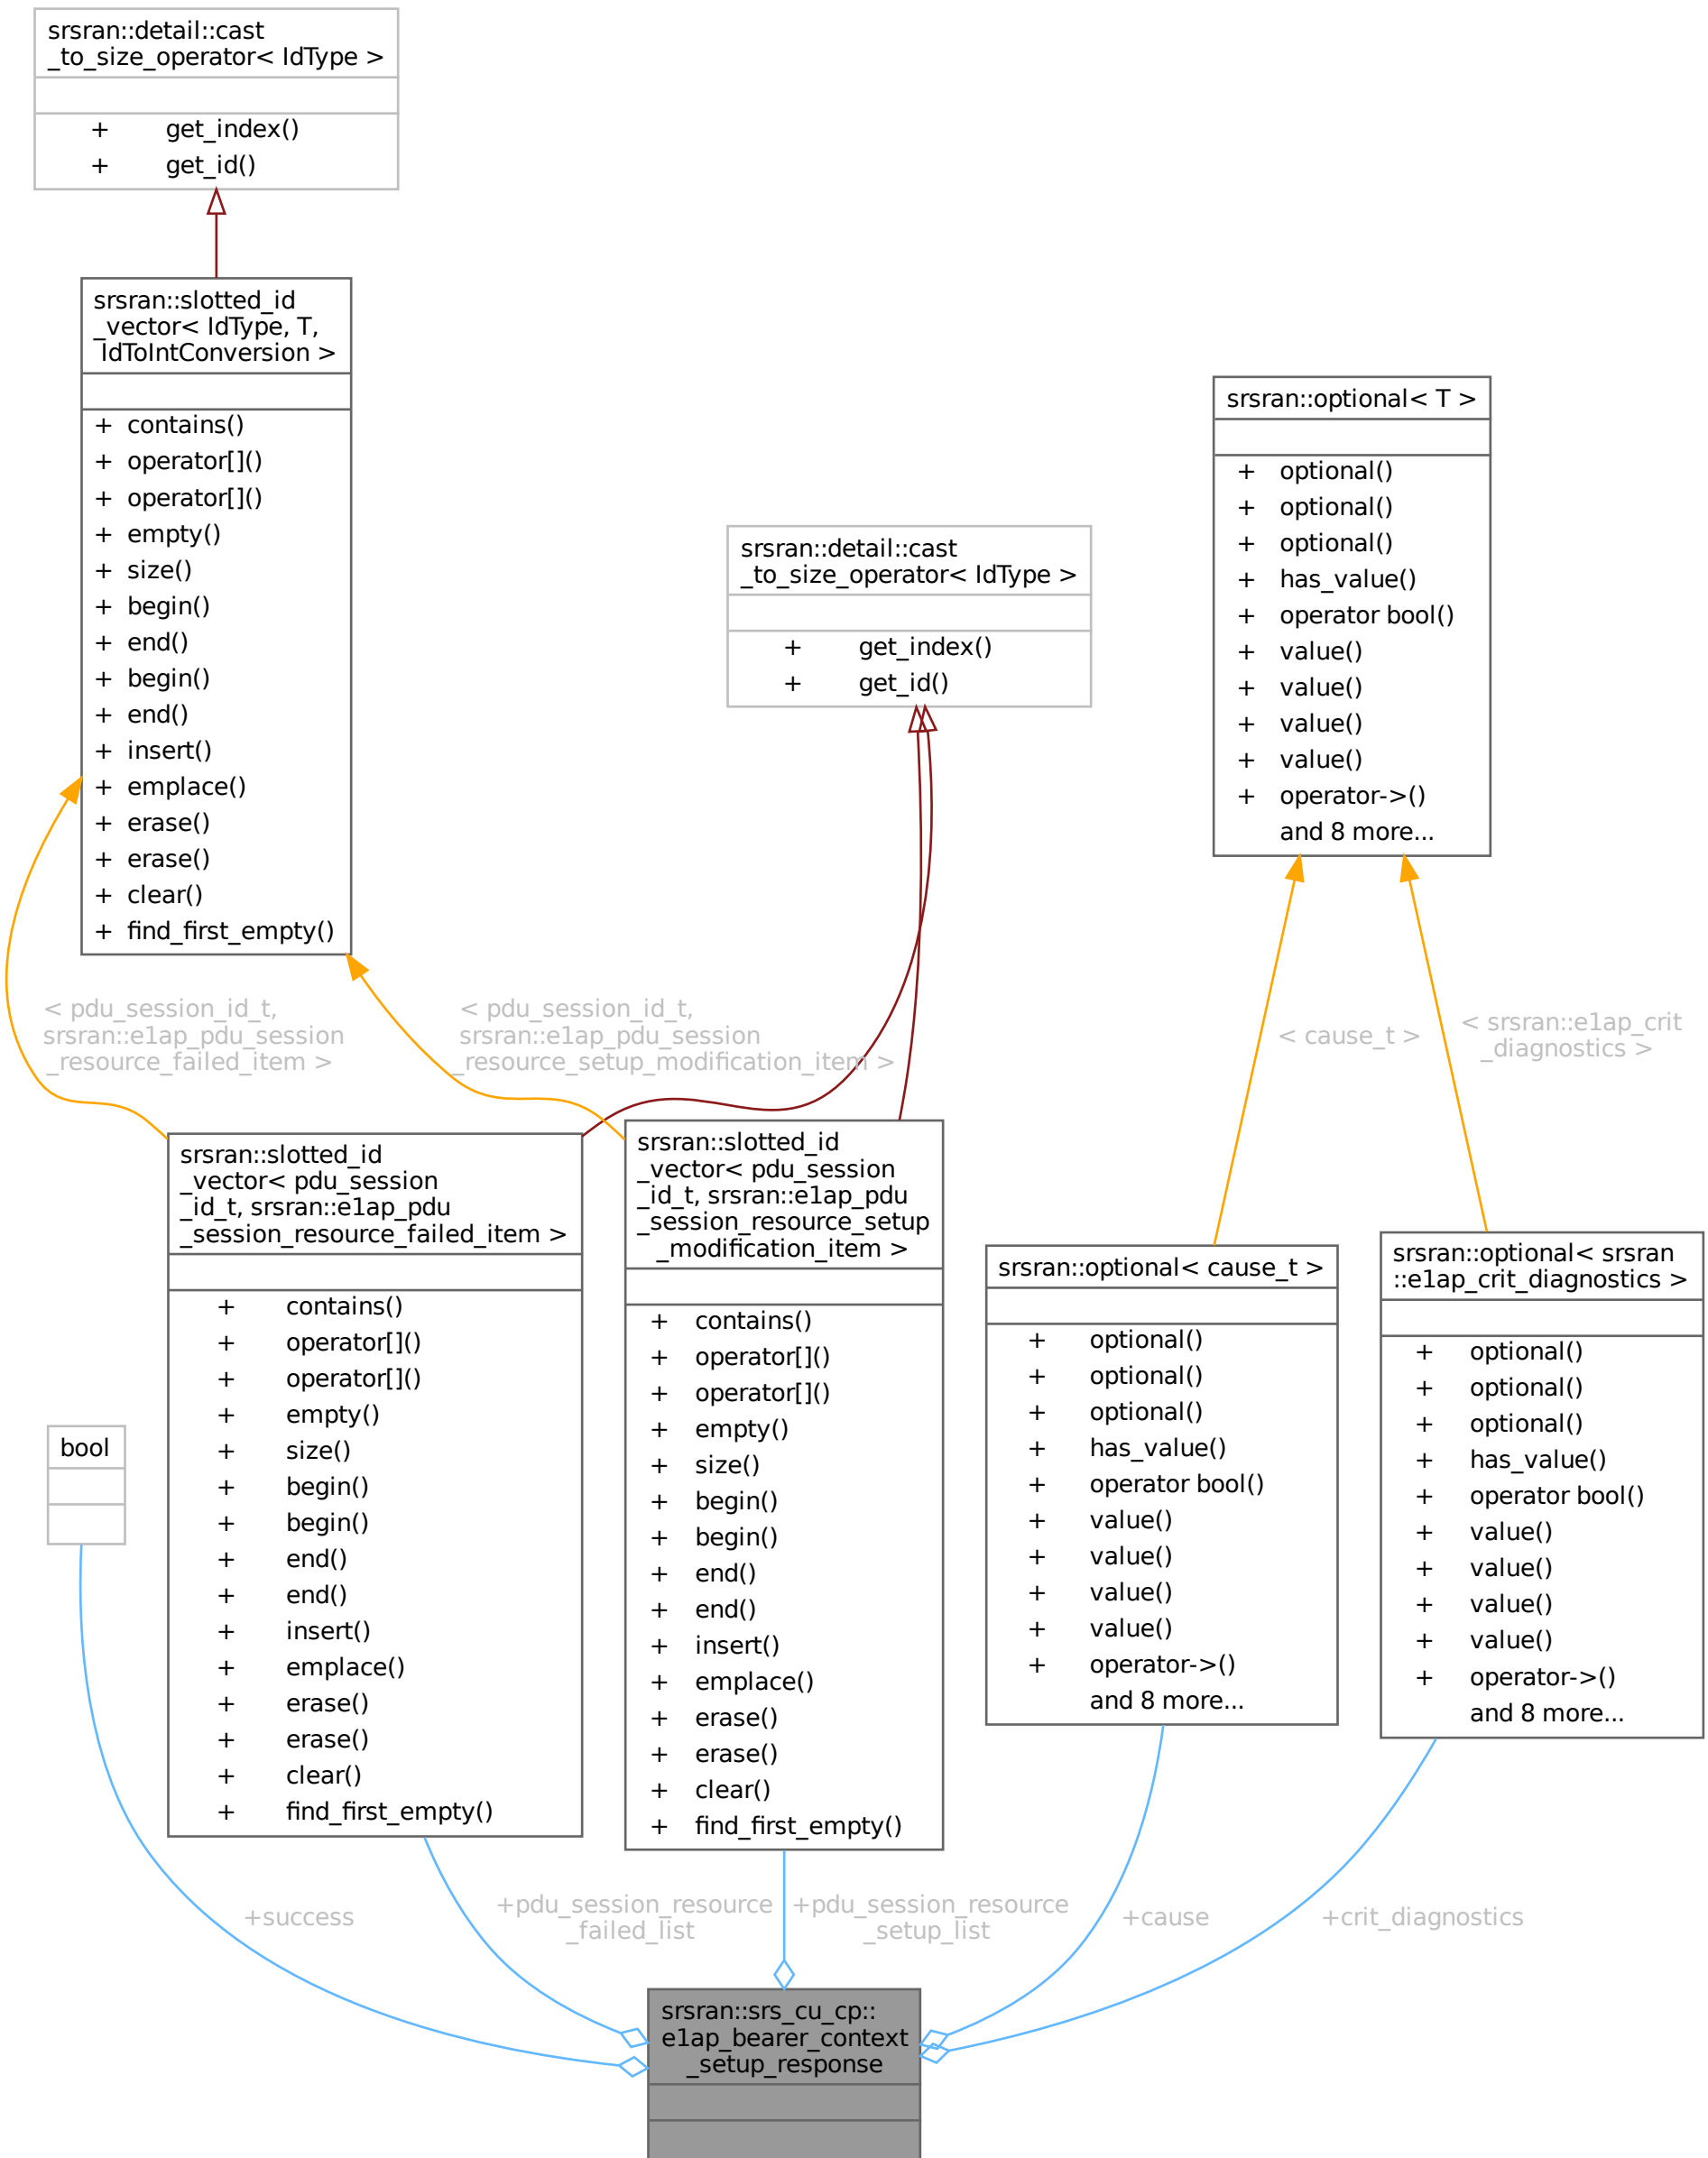 srsran::detail::cast
_to_size_operator< IdType >
+ get_index()
+ get_id()
srsran::slotted_id
_vector< IdType, T,
IdToIntConversion >
+ contains()
+ operator[]()
+ operator[]()
+ empty()
+ size()
+ begin()
+ end()
+ begin()
+ end()
+ insert()
+ emplace()
+ erase()
+ erase()
+ clear()
+ find_first_empty()
srsran::optional< T >
+ optional()
+ optional()
+ optional()
+ has_value()
+ operator bool()
+ value()
+ value()
+ value()
+ value()
+ operator->()
and 8 more...
srsran::detail::cast
_to_size_operator< IdType >
+ get_index()
+ get_id()
< pdu_session_id_t,
srsran::e1ap_pdu_session
_resource_failed_item >
< pdu_session_id_t,
srsran::e1ap_pdu_session
_resource_setup_modification_item >
< cause_t >
< srsran::e1ap_crit
_diagnostics >
srsran::slotted_id
_vector< pdu_session
_id_t, srsran::e1ap_pdu
_session_resource_failed_item >
+ contains()
+ operator[]()
+ operator[]()
+ empty()
+ size()
+ begin()
+ begin()
+ end()
+ end()
+ insert()
+ emplace()
+ erase()
+ erase()
+ clear()
+ find_first_empty()
srsran::slotted_id
_vector< pdu_session
_id_t, srsran::e1ap_pdu
_session_resource_setup
_modification_item >
+ contains()
+ operator[]()
+ operator[]()
+ empty()
+ size()
+ begin()
+ begin()
+ end()
+ end()
+ insert()
+ emplace()
+ erase()
+ erase()
+ clear()
+ find_first_empty()
srsran::optional< cause_t >
+ optional()
+ optional()
+ optional()
+ has_value()
+ operator bool()
+ value()
+ value()
+ value()
+ value()
+ operator->()
and 8 more...
srsran::optional< srsran
::e1ap_crit_diagnostics >
+ optional()
+ optional()
+ optional()
+ has_value()
+ operator bool()
+ value()
+ value()
+ value()
+ value()
+ operator->()
and 8 more...
bool
+success
+pdu_session_resource
_failed_list
+pdu_session_resource
_setup_list
+cause
+crit_diagnostics
srsran::srs_cu_cp::
e1ap_bearer_context
_setup_response